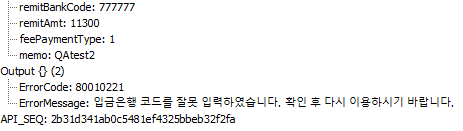 remitBankCode: 777777
remitAmt: 11300
feePaymentType: 1
memo: QAtest2
Output {} (2)
ErrorCode: 80010221
ErrorMessage: 입금은행 코드를 잘못 입력하였습니다. 확인 후 다시 이용하시기 바랍니다.
API_SEQ: 2b31d341ab0c5481ef4325bbeb32f2fa